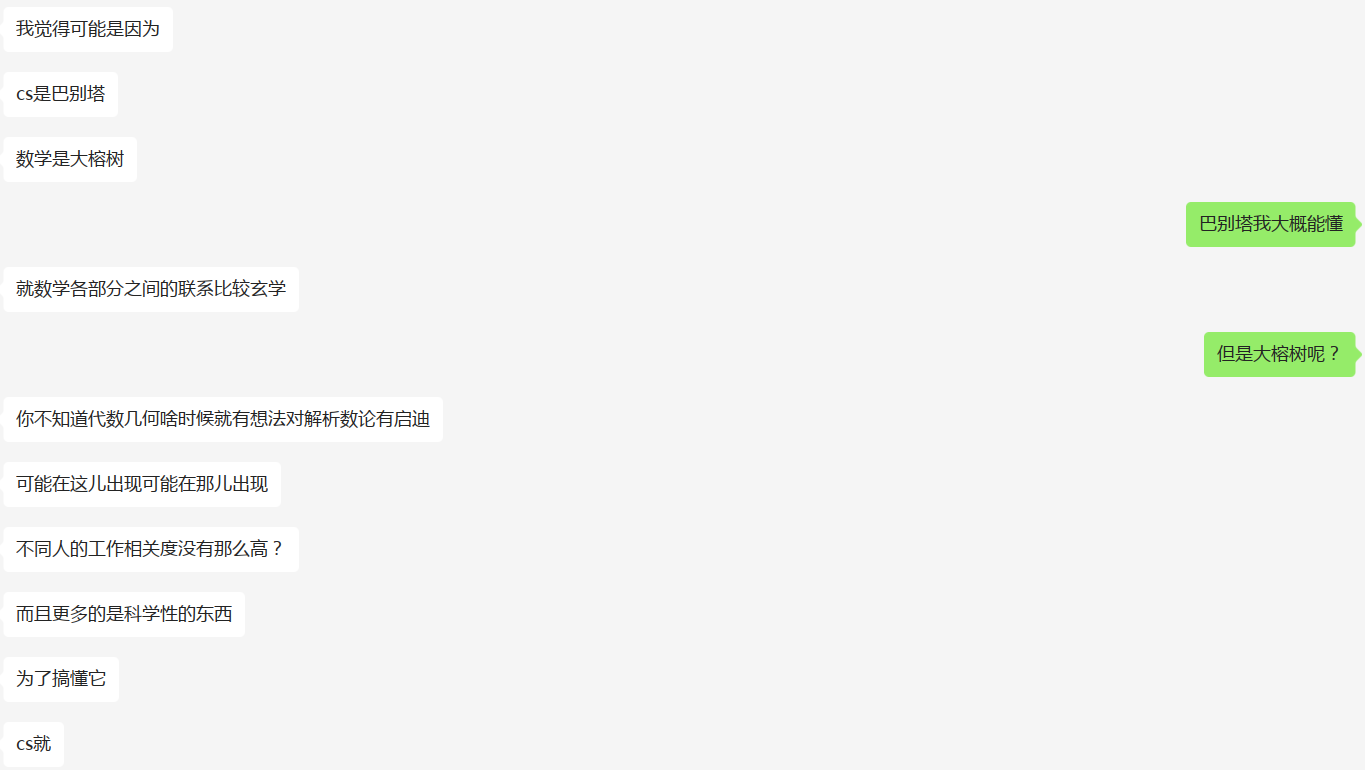 我觉得可能是因为
cs是巴别塔
数学是大榕树
巴别塔我大概能懂
就数学各部分之间的联系比较玄学
但是大榕树呢？
你不知道代数几何啥时候就有想法对解析数论有启迪
可能在这儿出现可能在那儿出现
不同人的工作相关度没有那么高？
而且更多的是科学性的东西
为了搞懂它
cs就